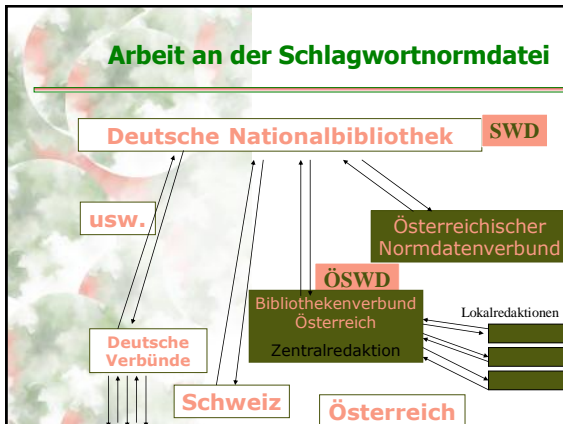 Arbeit an der Schlagwortnormdatei
Deutsche Nationalbibliothek
SWD
usw.
Österreichischer
Normdatenverbund
ÖSWD
Bibliothekenverbund
Österreich
Zentralredaktion
Lokalredaktionen
Deutsche
Verbünde
Schweiz
Österreich